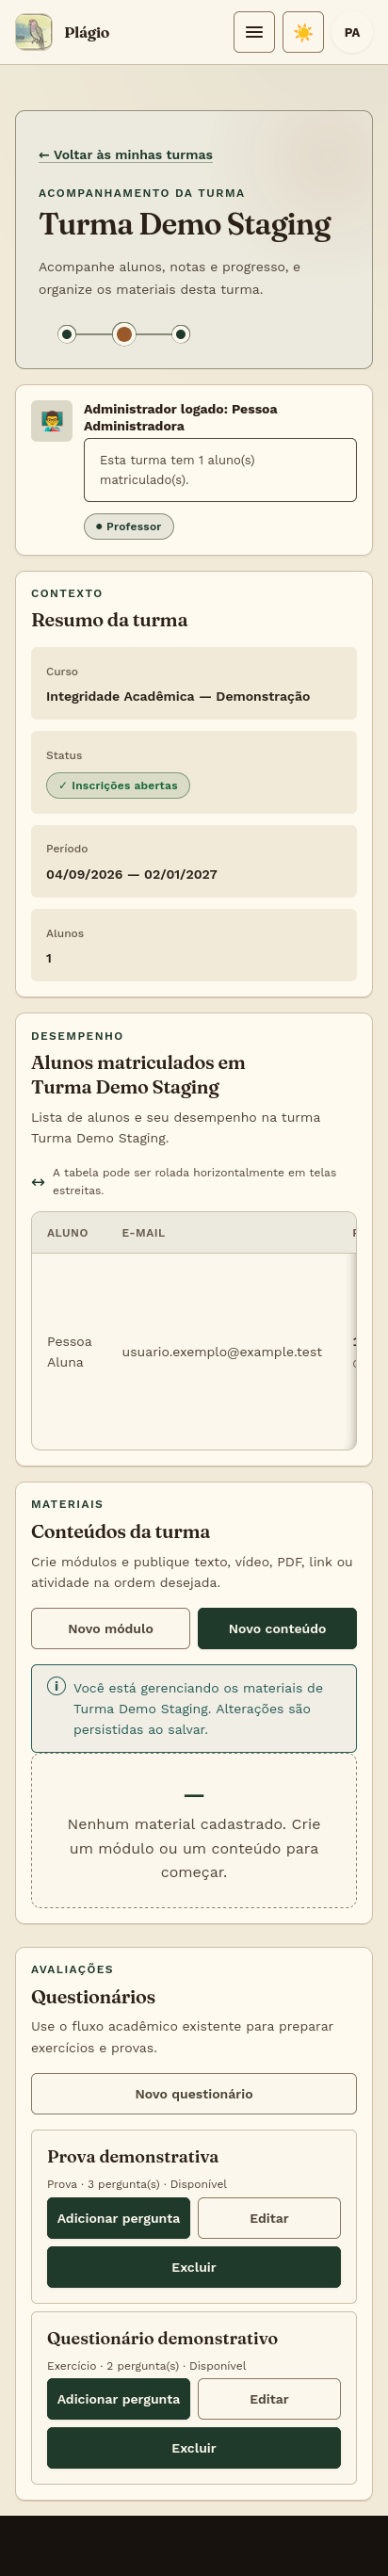 Plágio
PA
← Voltar às minhas turmas
ACOMPANHAMENTO DA TURMA
Turma Demo Staging
Acompanhe alunos, notas e progresso, e
organize os materiais desta turma.
Administrador logado: Pessoa
Administradora
Esta turma tem 1 aluno(s)
matriculado(s).
Professor
CONTEXTO
Resumo da turma
Curso
Integridade Acadêmica — Demonstração
Status
✓ Inscrições abertas
Período
04/09/2026 — 02/01/2027
Alunos
1
DESEMPENHO
Alunos matriculados em
Turma Demo Staging
Lista de alunos e seu desempenho na turma
Turma Demo Staging.
↔ A tabela pode ser rolada horizontalmente em telas
estreitas.
ALUNO E-MAIL
Pessoa
Aluna
usuario.exemplo@example.test
MATERIAIS
Conteúdos da turma
Crie módulos e publique texto, vídeo, PDF, link ou
atividade na ordem desejada.
Novo módulo Novo conteúdo
Você está gerenciando os materiais de
Turma Demo Staging. Alterações são
persistidas ao salvar.
—
Nenhum material cadastrado. Crie
um módulo ou um conteúdo para
começar.
AVALIAÇÕES
Questionários
Use o fluxo acadêmico existente para preparar
exercícios e provas.
Novo questionário
Prova demonstrativa
Prova · 3 pergunta(s) · Disponível
Adicionar pergunta Editar
Excluir
Questionário demonstrativo
Exercício · 2 pergunta(s) · Disponível
Adicionar pergunta Editar
Excluir